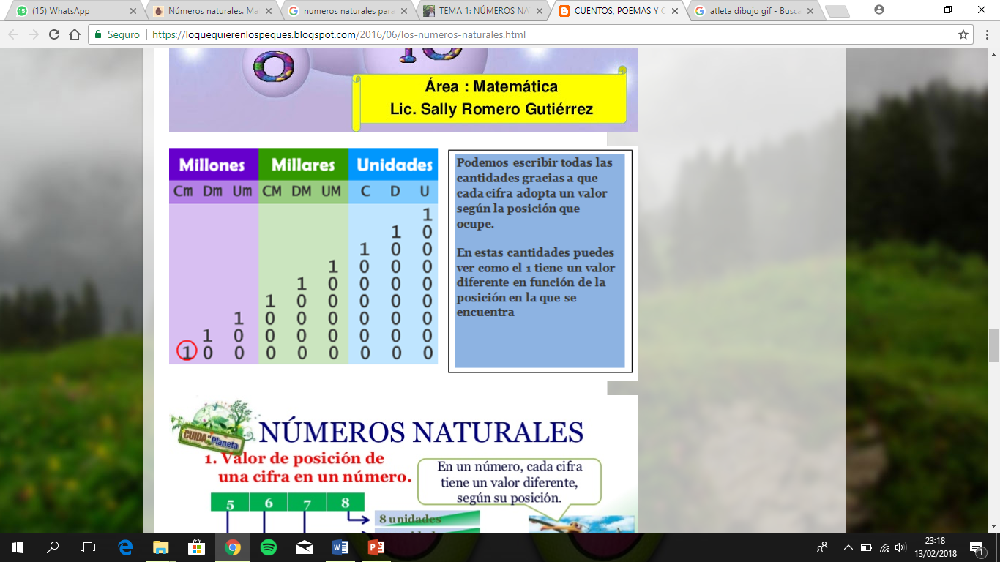 (15) WhatsApp
Números naturales. Ma
numeros naturales para
TEMA 1: NÚMEROS NA
CUENTOS, POEMAS Y C
atleta dibujo gif - Busca
Seguro
https://loquequierenlospeques.blogspot.com/2016/06/los-numeros-naturales.html
0 10
Área : Matemática
Lic. Sally Romero Gutiérrez
Millones Millares Unidades
Cm Dm Um CM DM UM C D U
1
1 0
1 0 0
1 0 0 0
1 0 0 0 0
1 0 0 0 0 0
1 0 0 0 0 0 0
1 0 0 0 0 0 0 0
1 0 0 0 0 0 0 0 0
Podemos escribir todas las
cantidades gracias a que
cada cifra adopta un valor
según la posición que
ocupe.
En estas cantidades puedes
ver como el 1 tiene un valor
diferente en función de la
posición en la que se
encuentra
CUIDA el Planeta
NÚMEROS NATURALES
1. Valor de posición de
una cifra en un número.
En un número, cada cifra
tiene un valor diferente,
según su posición.
5 6 7 8
8 unidades
23:18
13/02/2018
1